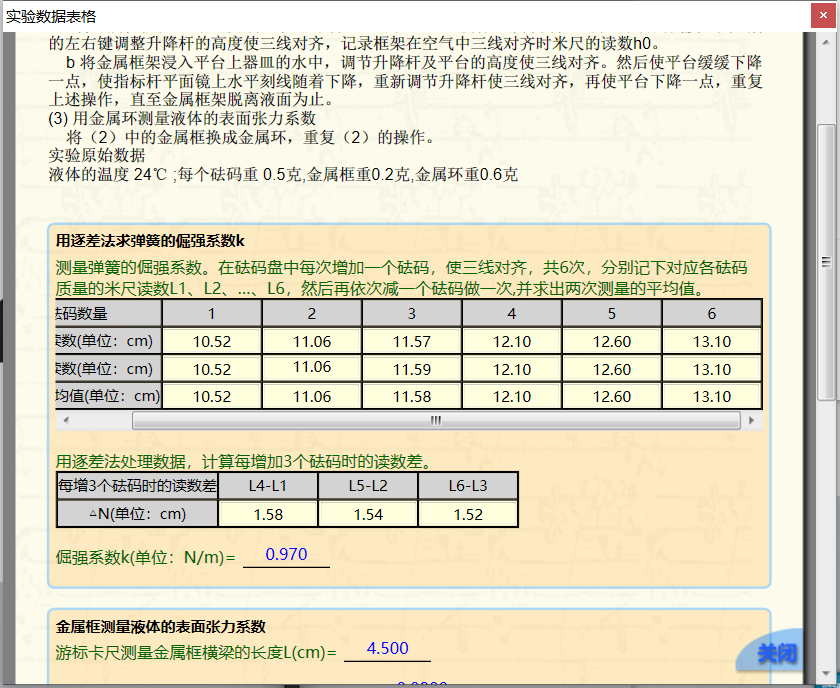 实验数据表格
的左右键调整升降杆的高度使三线对齐，记录框架在空气中三线对齐时米尺的读数h0。
b 将金属框架浸入平台上器皿的水中，调节升降杆及平台的高度使三线对齐。然后使平台缓缓下降
一点，使指标杆平面镜上水平刻线随着下降，重新调节升降杆使三线对齐，再使平台下降一点，重复
上述操作，直至金属框架脱离液面为止。
(3) 用金属环测量液体的表面张力系数
将（2）中的金属框换成金属环，重复（2）的操作。
实验原始数据
液体的温度 24℃ ;每个砝码重 0.5克,金属框重0.2克,金属环重0.6克
用逐差法求弹簧的倔强系数k
测量弹簧的倔强系数。在砝码盘中每次增加一个砝码，使三线对齐，共6次，分别记下对应各砝码
质量的米尺读数L1、L2、...、L6，然后再依次减一个砝码做一次,并求出两次测量的平均值。
码数量 1 2 3 4 5 6
数(单位：cm) 10.52 11.06 11.57 12.10 12.60 13.10
数(单位：cm) 10.52 11.06 11.59 12.10 12.60 13.10
均值(单位：cm) 10.52 11.06 11.58 12.10 12.60 13.10
用逐差法处理数据，计算每增加3个砝码时的读数差。
每增3个砝码时的读数差 L4-L1 L5-L2 L6-L3
△N(单位：cm) 1.58 1.54 1.52
倔强系数k(单位：N/m)= 0.970
金属框测量液体的表面张力系数
游标卡尺测量金属框横梁的长度L(cm)= 4.500
关闭